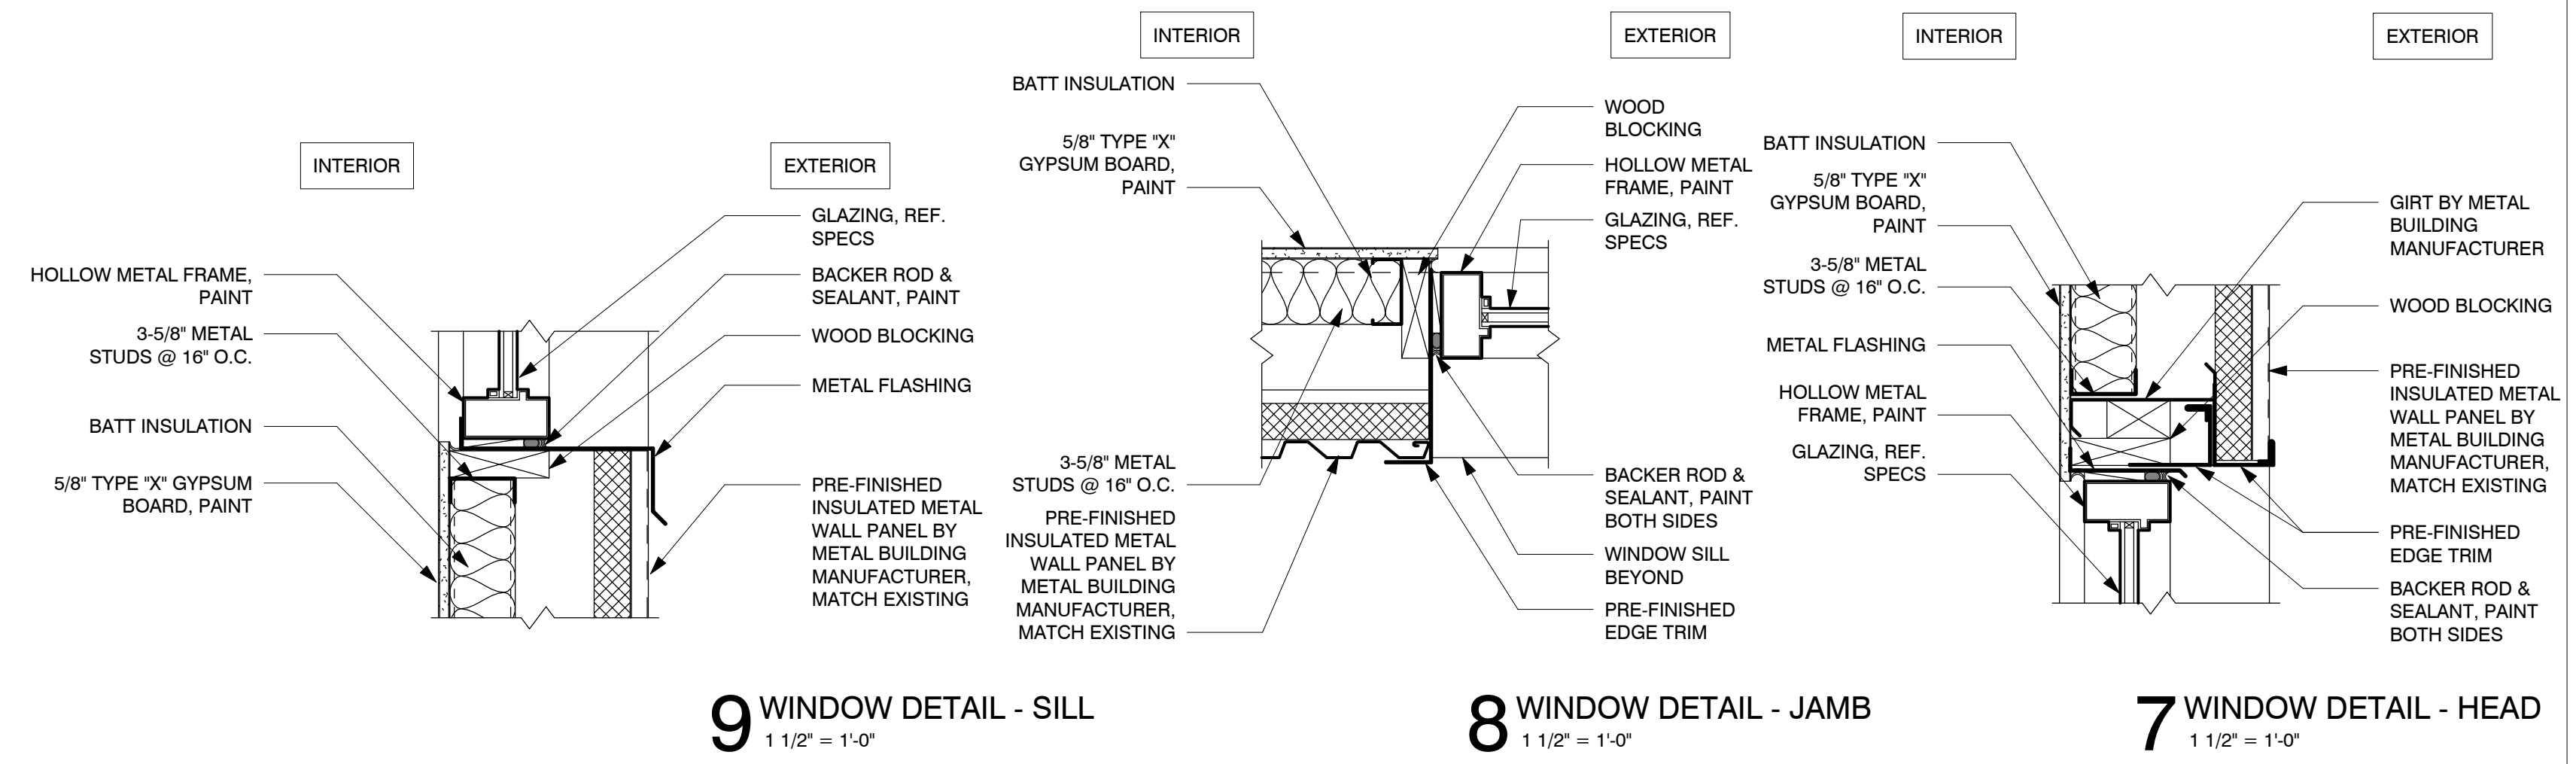 INTERIOR
EXTERIOR
GLAZING, REF.
SPECS
HOLLOW METAL FRAME,
PAINT
BACKER ROD &
SEALANT, PAINT
3-5/8" METAL
STUDS @ 16" O.C.
WOOD BLOCKING
METAL FLASHING
BATT INSULATION
5/8" TYPE "X" GYPSUM
BOARD, PAINT
PRE-FINISHED
INSULATED METAL
WALL PANEL BY
METAL BUILDING
MANUFACTURER,
MATCH EXISTING
9 WINDOW DETAIL - SILL
1 1/2" = 1'-0"
INTERIOR
EXTERIOR
BATT INSULATION
5/8" TYPE "X"
GYPSUM BOARD,
PAINT
3-5/8" METAL
STUDS @ 16" O.C.
PRE-FINISHED
INSULATED METAL
WALL PANEL BY
METAL BUILDING
MANUFACTURER,
MATCH EXISTING
WOOD
BLOCKING
HOLLOW METAL
FRAME, PAINT
GLAZING, REF.
SPECS
BACKER ROD &
SEALANT, PAINT
BOTH SIDES
WINDOW SILL
BEYOND
PRE-FINISHED
EDGE TRIM
8 WINDOW DETAIL - JAMB
1 1/2" = 1'-0"
INTERIOR
EXTERIOR
BATT INSULATION
5/8" TYPE "X"
GYPSUM BOARD,
PAINT
3-5/8" METAL
STUDS @ 16" O.C.
METAL FLASHING
HOLLOW METAL
FRAME, PAINT
GLAZING, REF.
SPECS
GIRT BY METAL
BUILDING
MANUFACTURER
WOOD BLOCKING
PRE-FINISHED
INSULATED METAL
WALL PANEL BY
METAL BUILDING
MANUFACTURER,
MATCH EXISTING
PRE-FINISHED
EDGE TRIM
BACKER ROD &
SEALANT, PAINT
BOTH SIDES
7 WINDOW DETAIL - HEAD
1 1/2" = 1'-0"